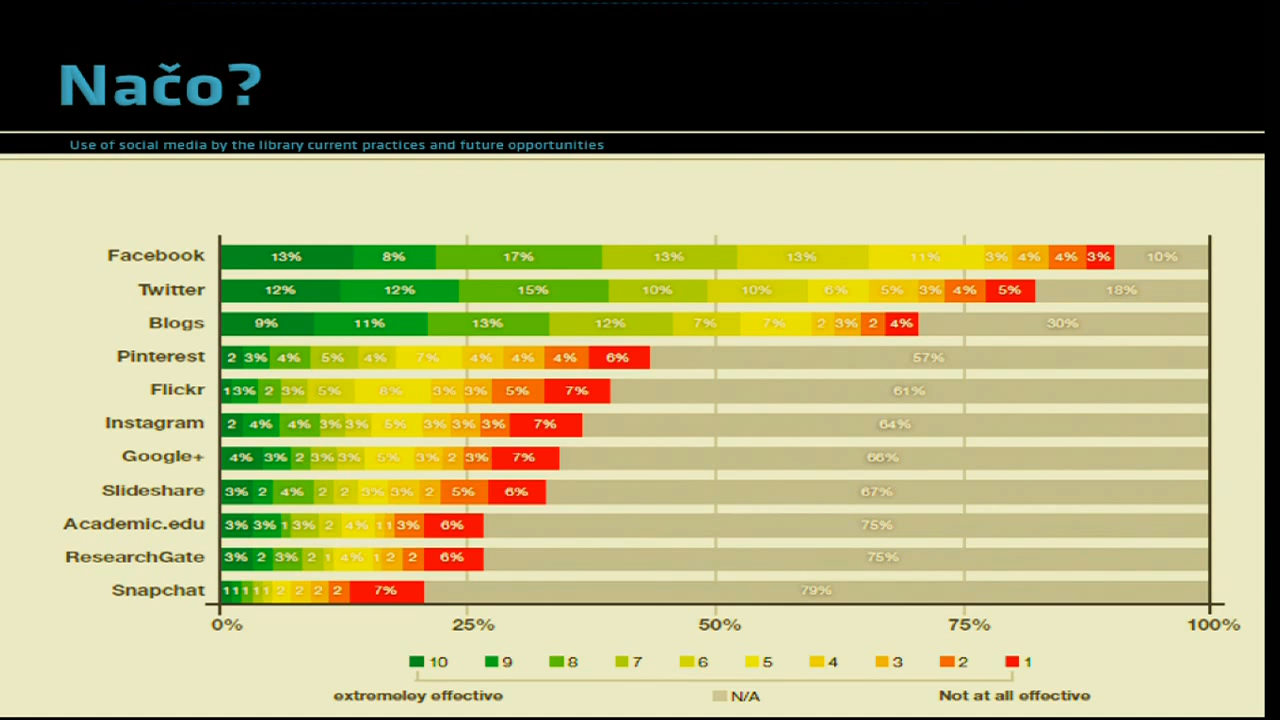 Načo?
Use of social media by the library current practices and future opportunities
Facebook 13% 8% 17% 13% 13% 11% 3% 4% 4% 3% 10%
Twitter 12% 12% 15% 10% 10% 6% 5% 3% 4% 5% 18%
Blogs 9% 11% 13% 12% 7% 7% 2 3% 2 4% 30%
Pinterest 2 3% 4% 5% 4% 7% 4% 4% 4% 6% 57%
Flickr 1 3% 2 3% 5% 8% 3% 3% 5% 7% 61%
Instagram 2 4% 4% 3% 3% 5% 3% 3% 3% 7% 64%
Google+ 4% 3% 2 3% 3% 5% 3% 2 3% 7% 66%
Slideshare 3% 2 4% 2 2 3% 3% 2 5% 6% 67%
Academic.edu 3% 3% 1 3% 2 4% 1 1 3% 6% 75%
ResearchGate 3% 2 3% 2 1 4% 1 2 2 6% 75%
Snapchat 1 1 1 1 1 2 2 2 2 7% 79%
0% 25% 50% 75% 100%
10 9 8 7 6 5 4 3 2 1
extremeley effective N/A Not at all effective